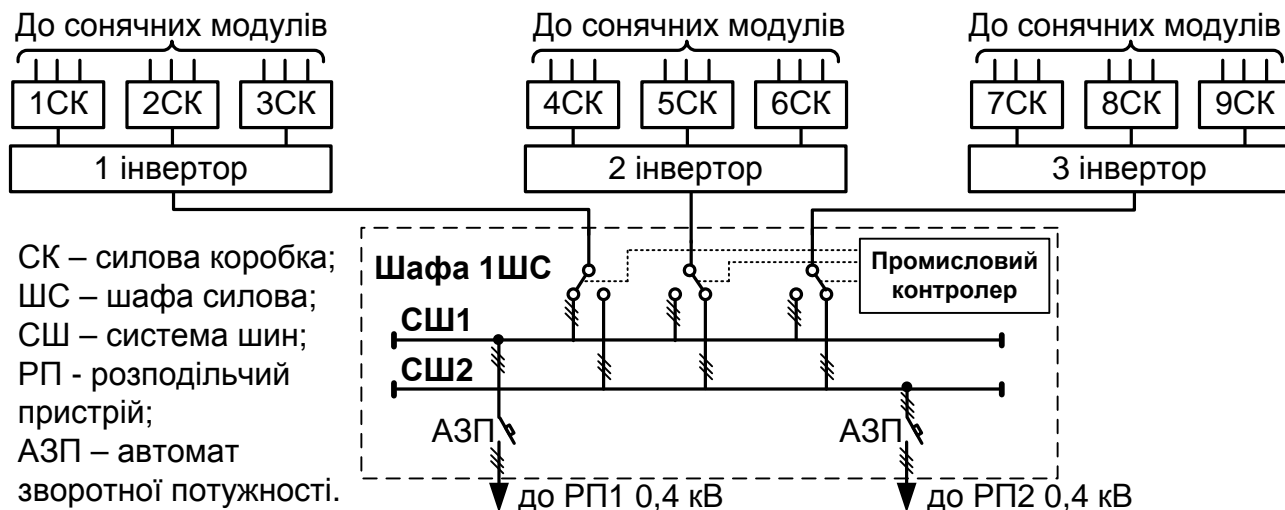 До сонячних модулів До сонячних модулів До сонячних модулів
1СК 2СК 3СК 4СК 5СК 6СК 7СК 8СК 9СК
1 інвертор 2 інвертор 3 інвертор
СК – силова коробка;
ШС – шафа силова;
СШ – система шин;
РП - розподільчий
пристрій;
АЗП – автомат
зворотної потужності.
Шафа 1ШС
Промисловий
контролер
СШ1
СШ2
АЗП АЗП
до РП1 0,4 кВ до РП2 0,4 кВ